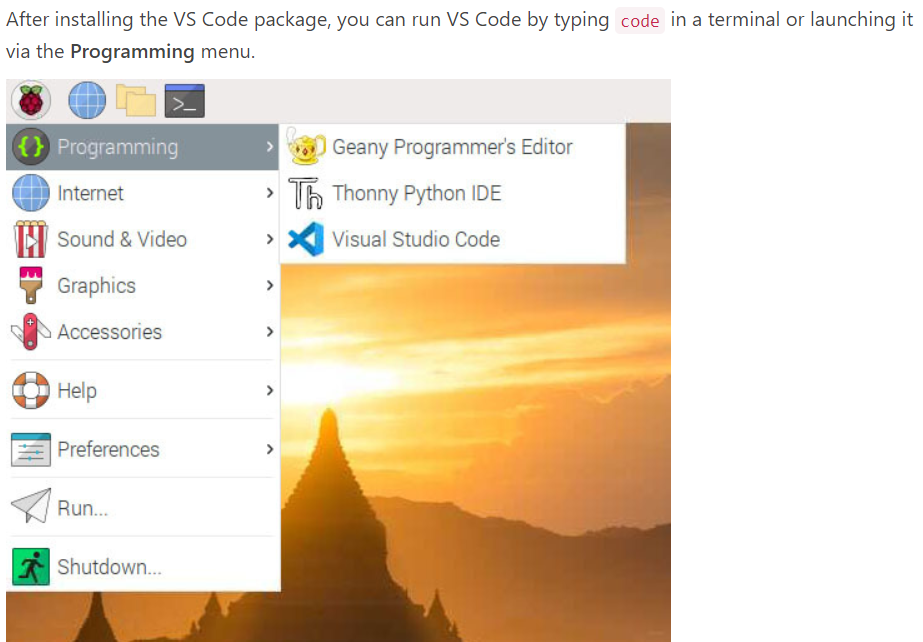 After installing the VS Code package, you can run VS Code by typing code in a terminal or launching it
via the Programming menu.
>_
Programming
Geany Programmer's Editor
Internet
Th Thonny Python IDE
Sound & Video
Visual Studio Code
Graphics
Accessories
Help
Preferences
Run...
Shutdown...